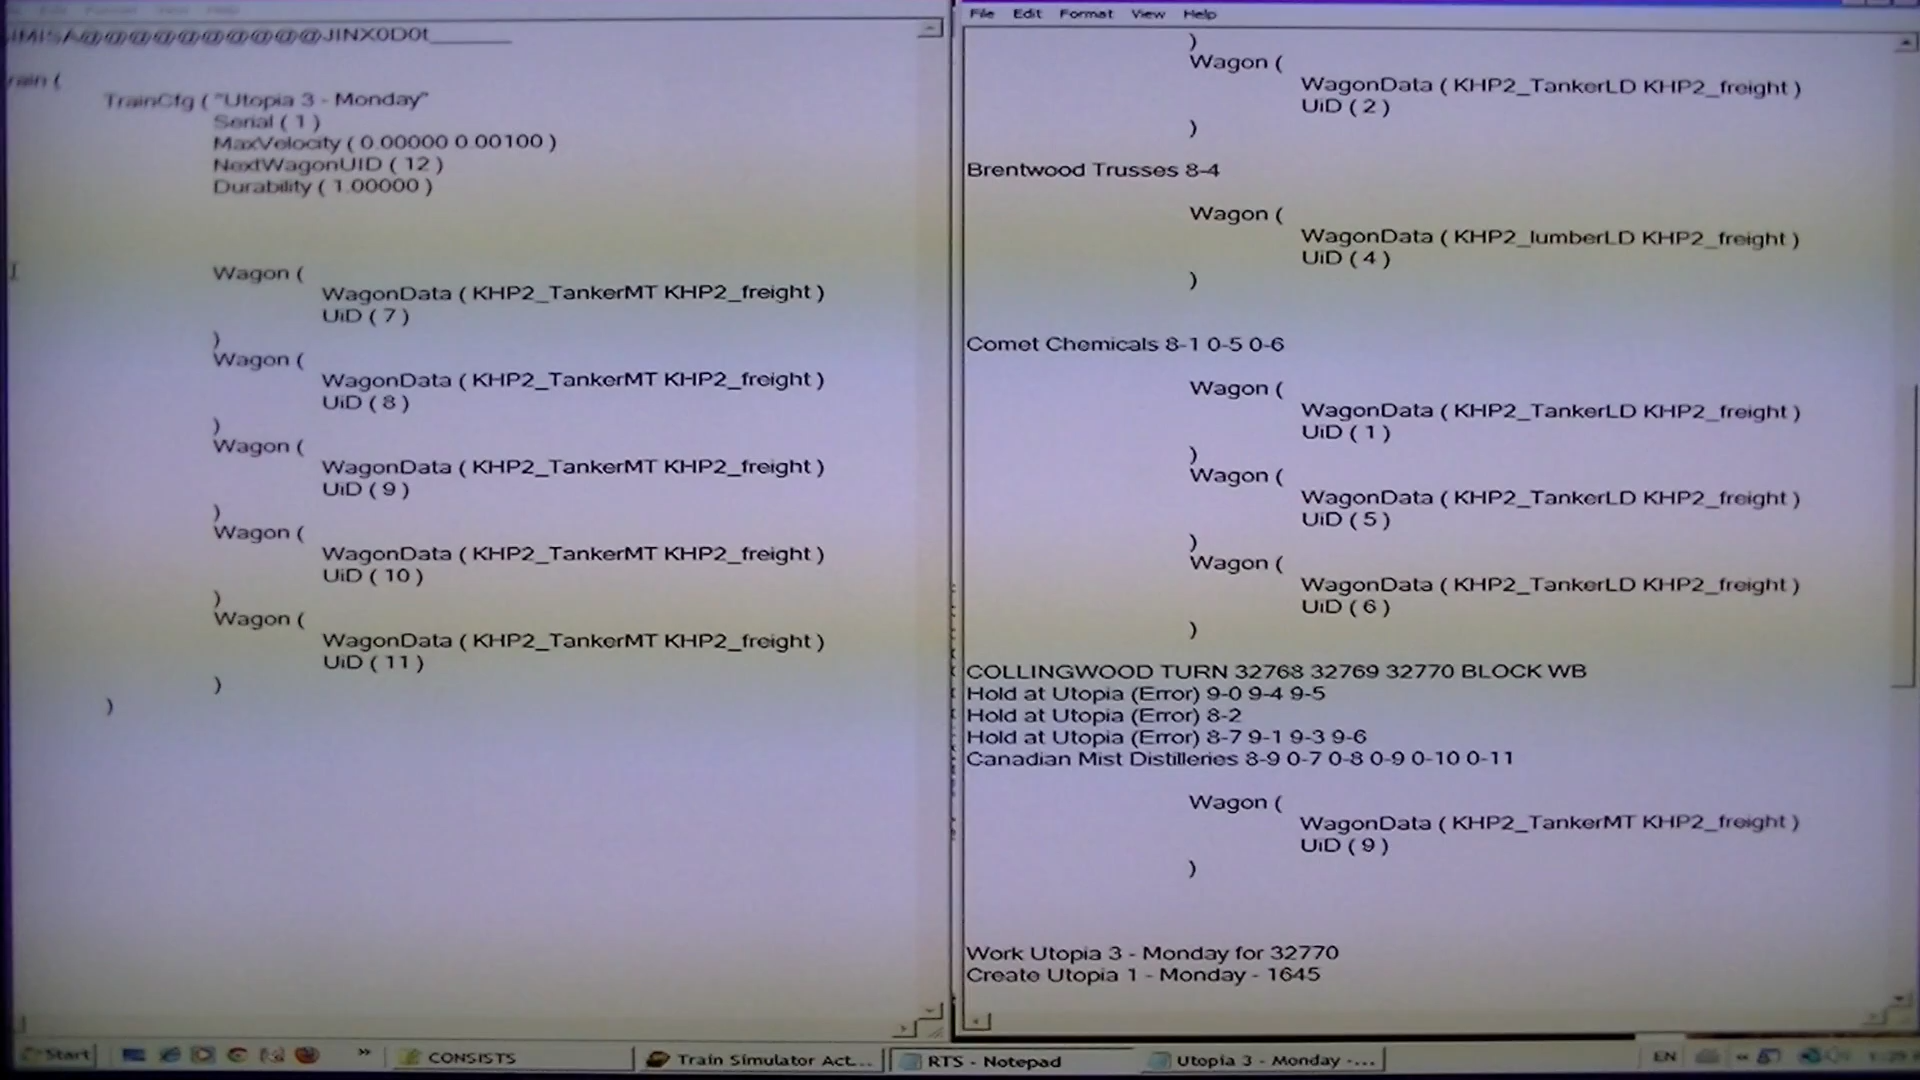 SIMISA@@@@@@@@@@JINX0D0t______
Train (
TrainCfg ( "Utopia 3 - Monday"
Serial ( 1 )
MaxVelocity ( 0.00000 0.00100 )
NextWagonUID ( 12 )
Durability ( 1.00000 )
Wagon (
WagonData ( KHP2_TankerMT KHP2_freight )
UiD ( 7 )
)
Wagon (
WagonData ( KHP2_TankerMT KHP2_freight )
UiD ( 8 )
)
Wagon (
WagonData ( KHP2_TankerMT KHP2_freight )
UiD ( 9 )
)
Wagon (
WagonData ( KHP2_TankerMT KHP2_freight )
UiD ( 10 )
)
Wagon (
WagonData ( KHP2_TankerMT KHP2_freight )
UiD ( 11 )
)
)
File Edit Format View Help
)
Wagon (
WagonData ( KHP2_TankerLD KHP2_freight )
UiD ( 2 )
)
Brentwood Trusses 8-4
Wagon (
WagonData ( KHP2_lumberLD KHP2_freight )
UiD ( 4 )
)
Comet Chemicals 8-1 0-5 0-6
Wagon (
WagonData ( KHP2_TankerLD KHP2_freight )
UiD ( 1 )
)
Wagon (
WagonData ( KHP2_TankerLD KHP2_freight )
UiD ( 5 )
)
Wagon (
WagonData ( KHP2_TankerLD KHP2_freight )
UiD ( 6 )
)
COLLINGWOOD TURN 32768 32769 32770 BLOCK WB
Hold at Utopia (Error) 9-0 9-4 9-5
Hold at Utopia (Error) 8-2
Hold at Utopia (Error) 8-7 9-1 9-3 9-6
Canadian Mist Distilleries 8-9 0-7 0-8 0-9 0-10 0-11
Wagon (
WagonData ( KHP2_TankerMT KHP2_freight )
UiD ( 9 )
)
Work Utopia 3 - Monday for 32770
Create Utopia 1 - Monday - 1645
Start
CONSISTS
Train Simulator Act...
RTS - Notepad
Utopia 3 - Monday -...
EN